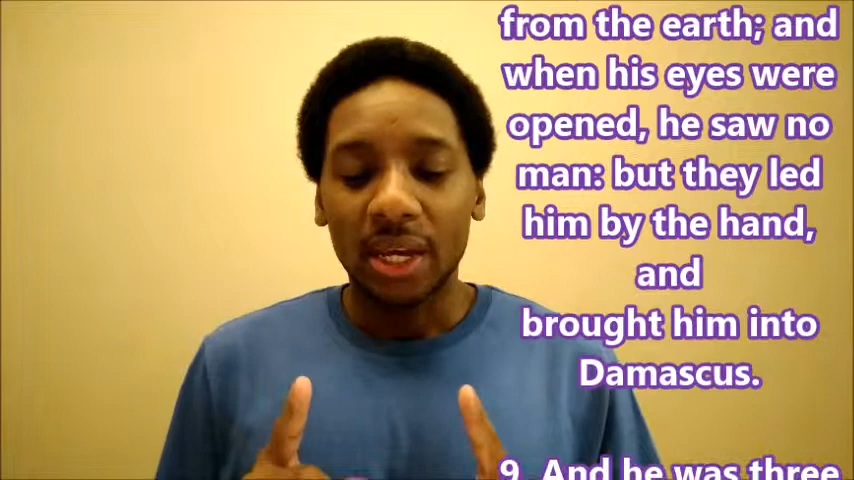 from the earth; and
when his eyes were
opened, he saw no
man: but they led
him by the hand,
and
brought him into
Damascus.
9 And he was three